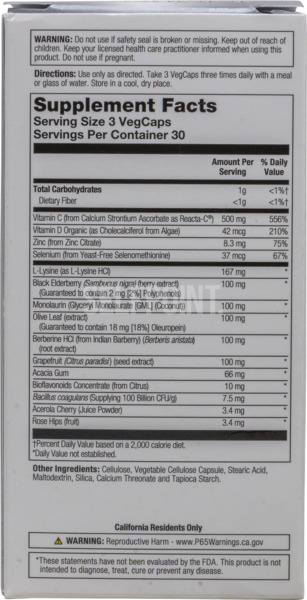 WARNING: Do not use if safety seal is broken or missing. Keep out of reach of
children. Keep your licensed health care practitioner informed when using this
product. Do not use if pregnant.
Directions: Use only as directed. Take 3 VegCaps three times daily with a meal
or glass of water. Store in a cool, dry place.
Supplement Facts
Serving Size 3 VegCaps
Servings Per Container 30
Amount Per Serving % Daily Value
Total Carbohydrates 1g <1%†
Dietary Fiber <1g <1%†
Vitamin C (from Calcium Strontium Ascorbate as Reacta-C®) 500 mg 556%
Vitamin D Organic (as Cholecalciferol from Algae) 42 mcg 210%
Zinc (from Zinc Citrate) 8.3 mg 75%
Selenium (from Yeast-Free Selenomethionine) 37 mcg 67%
L-Lysine (as L-Lysine HCl) 167 mg *
Black Elderberry (Sambucus nigra) (berry extract) 100 mg *
(Guaranteed to contain 2 mg [2%] Polyphenols)
Monolaurin (Glyceryl Monolaurate [GML] (Coconut)) 100 mg *
Olive Leaf (extract) 100 mg *
(Guaranteed to contain 18 mg [18%] Oleuropein)
Berberine HCl (from Indian Barberry) (Berberis aristata) 100 mg *
(root extract)
Grapefruit (Citrus paradisi) (seed extract) 100 mg *
Acacia Gum 66 mg *
Bioflavonoids Concentrate (from Citrus) 10 mg *
Bacillus coagulans (Supplying 100 Billion CFU/g) 7.5 mg *
Acerola Cherry (Juice Powder) 3.4 mg *
Rose Hips (fruit) 3.4 mg *
†Percent Daily Value based on a 2,000 calorie diet.
*Daily Value not established.
Other Ingredients: Cellulose, Vegetable Cellulose Capsule, Stearic Acid,
Maltodextrin, Silica, Calcium Threonate and Tapioca Starch.
California Residents Only
WARNING: Reproductive Harm - www.P65Warnings.ca.gov
*These statements have not been evaluated by the FDA. This product is not
intended to diagnose, treat, cure or prevent any disease.